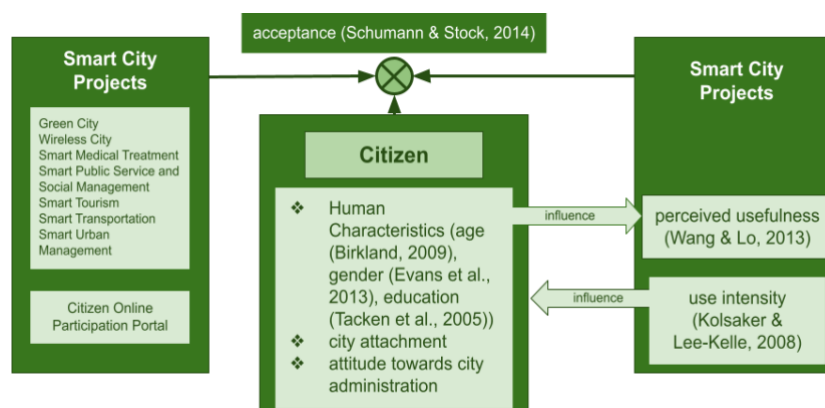 acceptance (Schumann & Stock, 2014)
Smart City
Projects
Green City
Wireless City
Smart Medical Treatment
Smart Public Service and
Social Management
Smart Tourism
Smart Transportation
Smart Urban
Management
Citizen Online
Participation Portal
Citizen
❖ Human
Characteristics (age
(Birkland, 2009),
gender (Evans et al.,
2013), education
(Tacken et al., 2005))
❖ city attachment
❖ attitude towards city
administration
influence
influence
Smart City
Projects
perceived usefulness
(Wang & Lo, 2013)
use intensity
(Kolsaker &
Lee-Kelle, 2008)